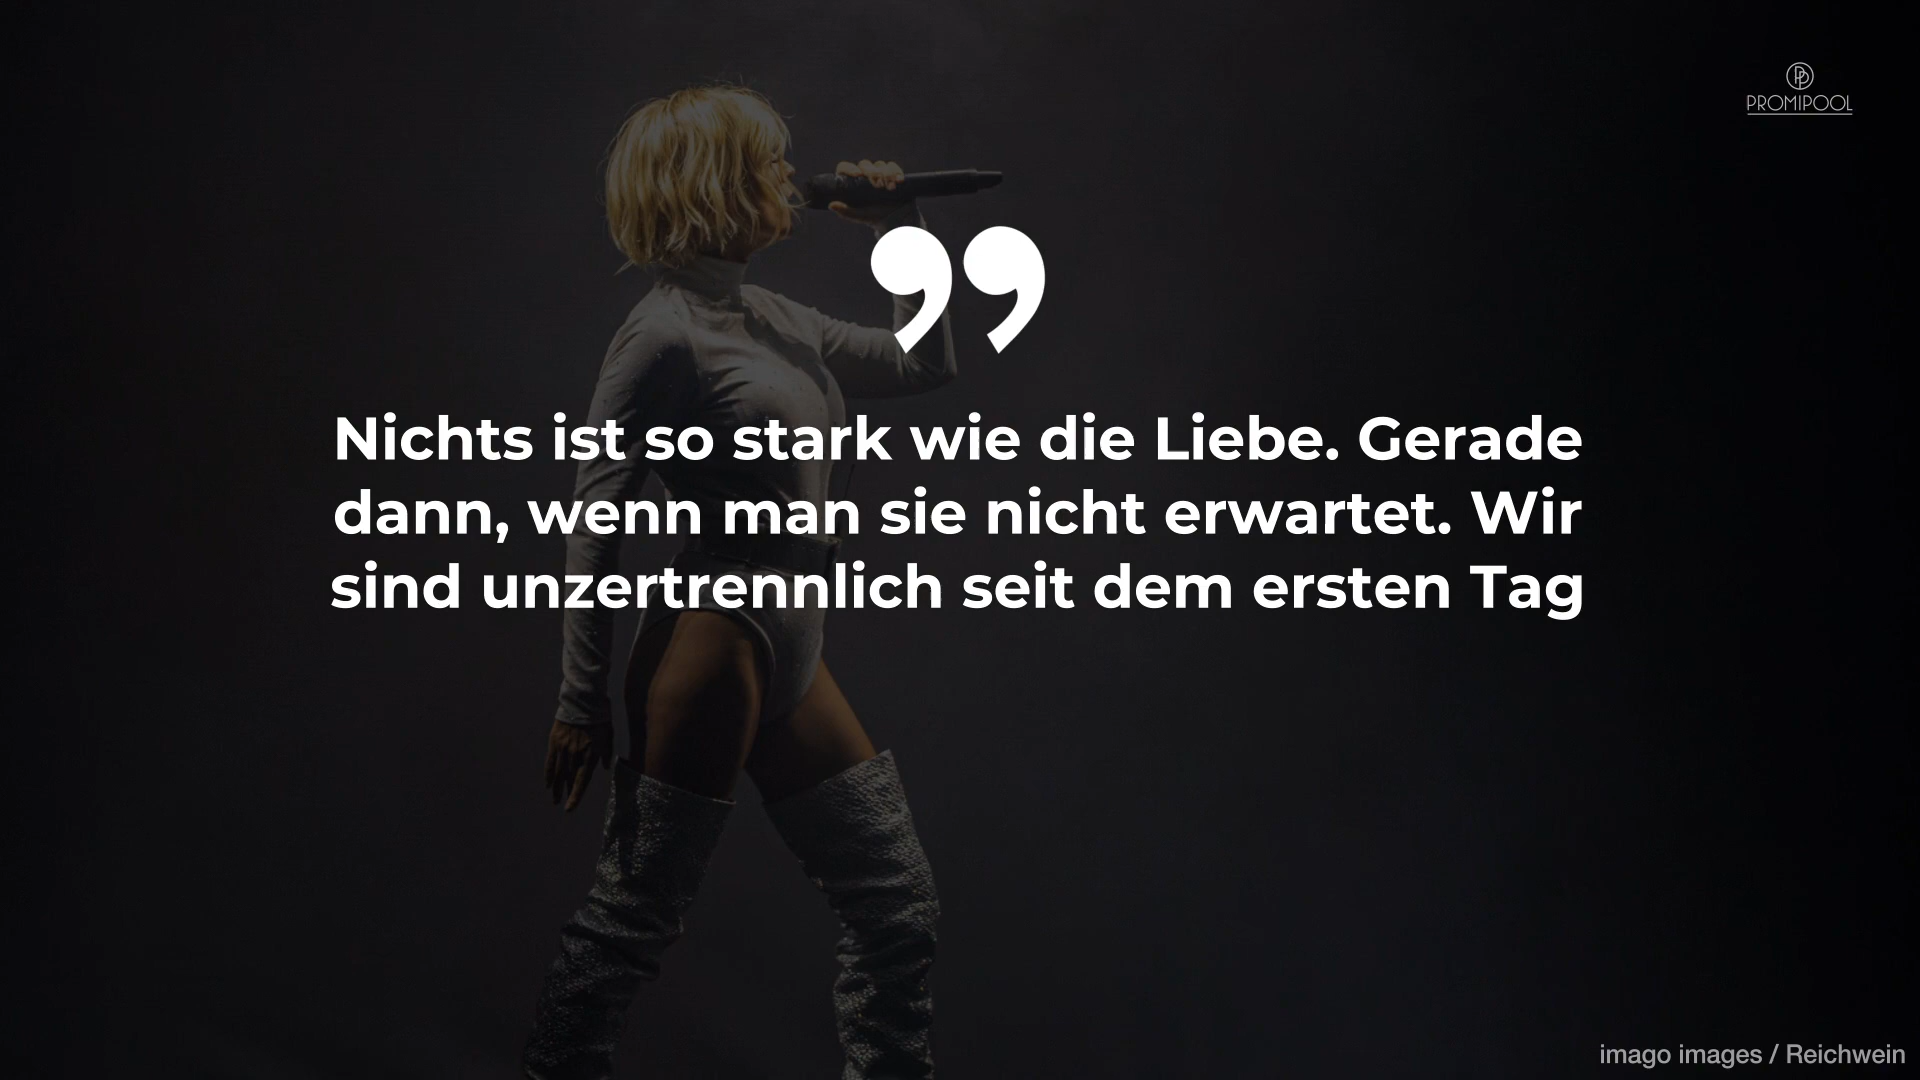 PROMIPOOL
”
Nichts ist so stark wie die Liebe. Gerade
dann, wenn man sie nicht erwartet. Wir
sind unzertrennlich seit dem ersten Tag
imago images / Reichwein